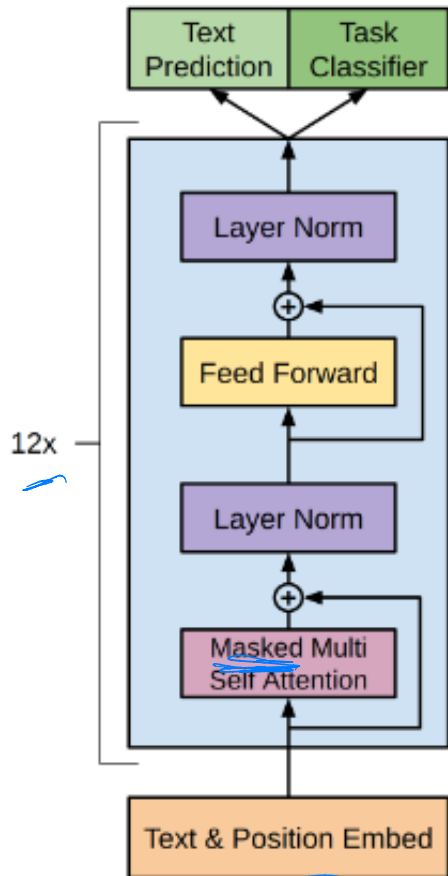 Text
Prediction
Task
Classifier
Layer Norm
Feed Forward
12x
Layer Norm
Masked Multi
Self Attention
Text & Position Embed